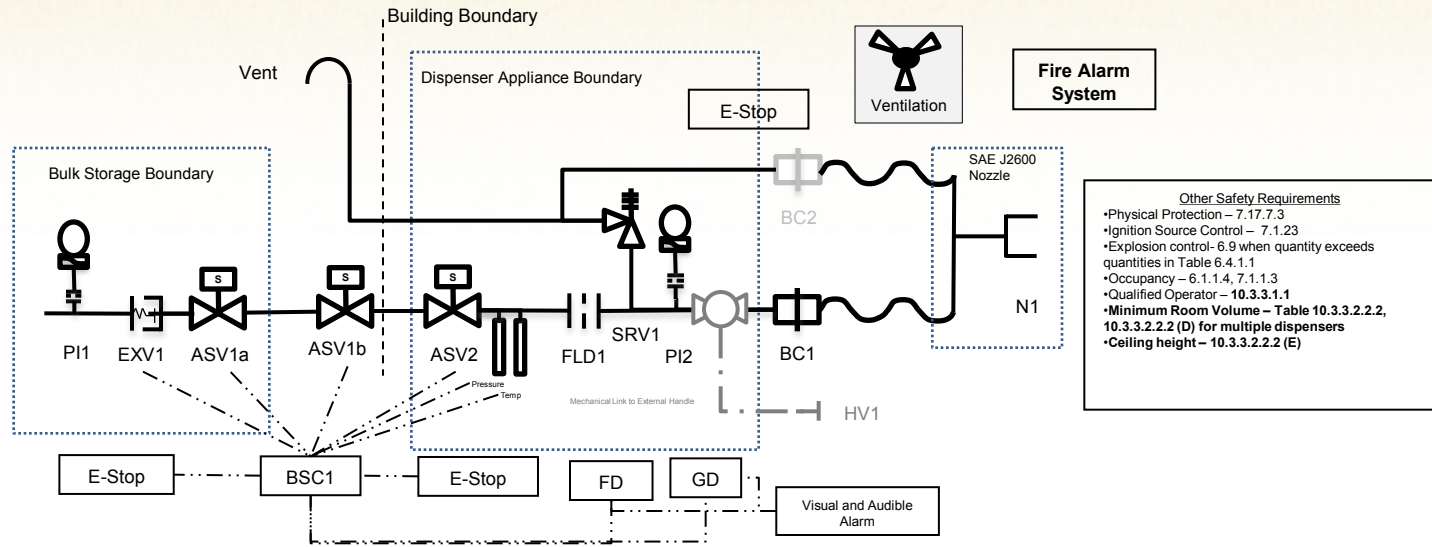 Building Boundary
Vent
Dispenser Appliance Boundary
E-Stop
Ventilation
Fire Alarm
System
Bulk Storage Boundary
SAE J2600
Nozzle
BC2
S
S
S
PI1
EXV1
ASV1a
ASV1b
ASV2
FLD1
SRV1
PI2
BC1
N1
Pressure
Temp
Mechanical Link to External Handle
HV1
Other Safety Requirements
•Physical Protection – 7.17.7.3
•Ignition Source Control –  7.1.23
•Explosion control- 6.9 when quantity exceeds
quantities in Table 6.4.1.1
•Occupancy – 6.1.1.4, 7.1.1.3
•Qualified Operator – 10.3.3.1.1
•Minimum Room Volume – Table 10.3.3.2.2.2,
10.3.3.2.2.2 (D) for multiple dispensers
•Ceiling height – 10.3.3.2.2.2 (E)
E-Stop
BSC1
E-Stop
FD
GD
Visual and Audible
Alarm